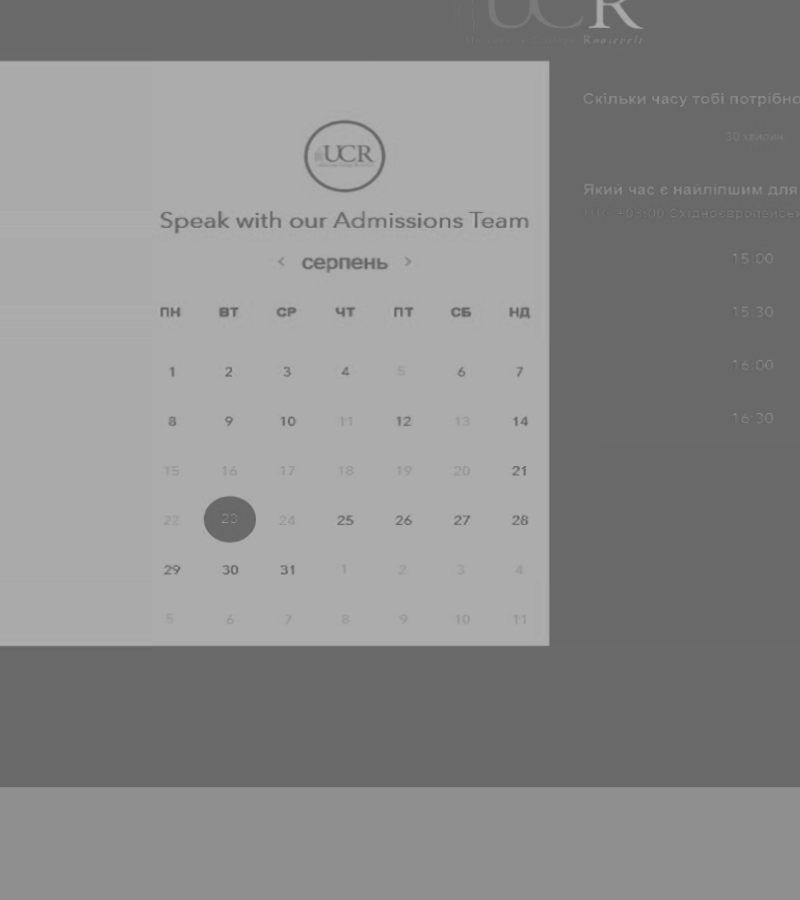 UCR
Roosevelt
UCR
Speak with our Admissions Team
< серпень >
ПН ВТ СР ЧТ ПТ СБ НД
1 2 3 4 5 6 7
8 9 10 11 12 13 14
15 16 17 18 19 20 21
22 23 24 25 26 27 28
29 30 31 1 2 3 4
5 6 7 8 9 10 11
Скільки часу тобі потрібно
30 хвилин
Який час є найліпшим для
UTC +03:00 Східноєвропейськ
15:00
15:30
16:00
16:30